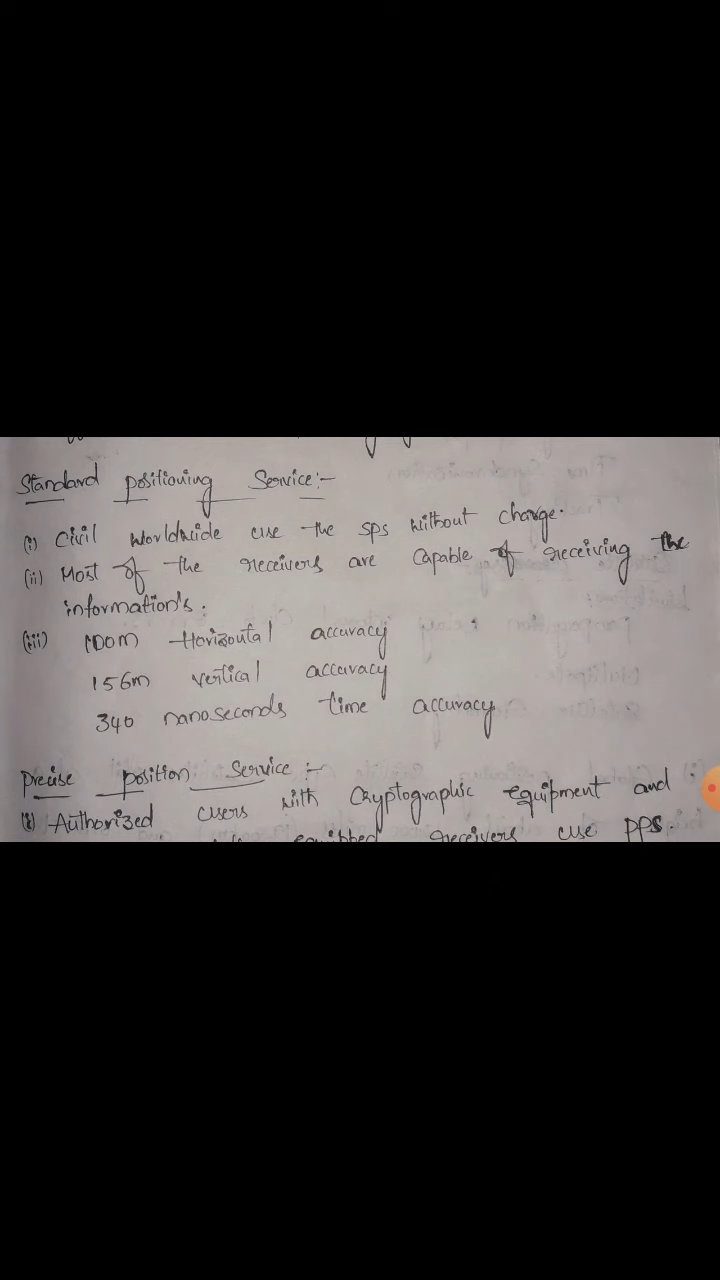 Standard positioning Service:-
(i) Civil worldwide use the SPS without charge.
(ii) Most of the receivers are capable of receiving the
information's.
(iii) 100m Horizontal accuracy
156m vertical accuracy
340 nanoseconds time accuracy
Precise position Service :-
(i) Authorized users with Cryptographic equipment and
equipped receivers use PPS.